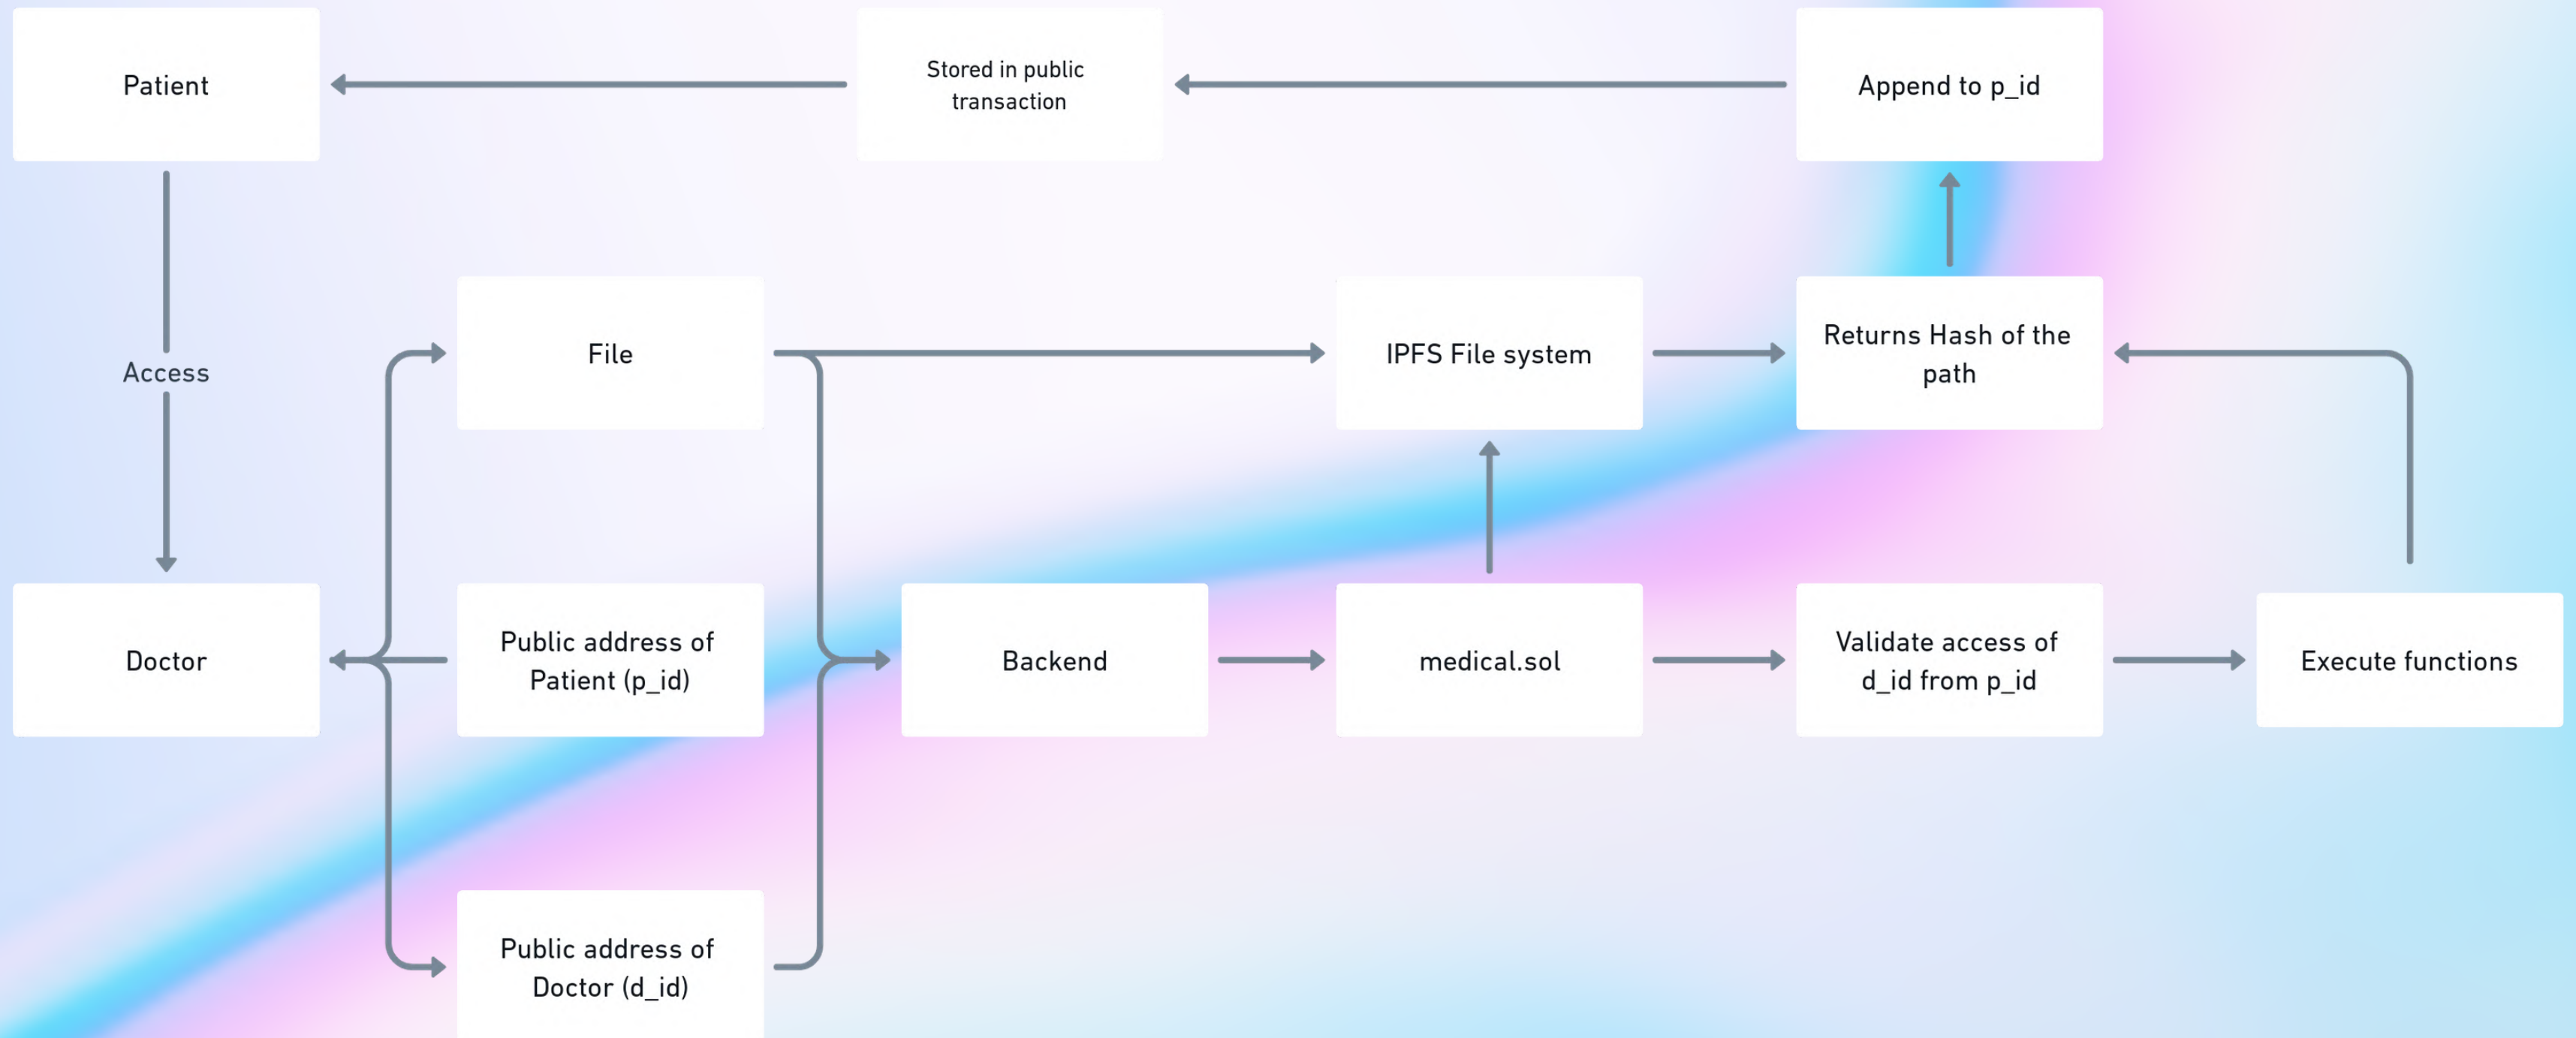 Patient
Stored in public
transaction
Append to p_id
Access
File
IPFS File system
Returns Hash of the
path
Doctor
Public address of
Patient (p_id)
Backend
medical.sol
Validate access of
d_id from p_id
Execute functions
Public address of
Doctor (d_id)